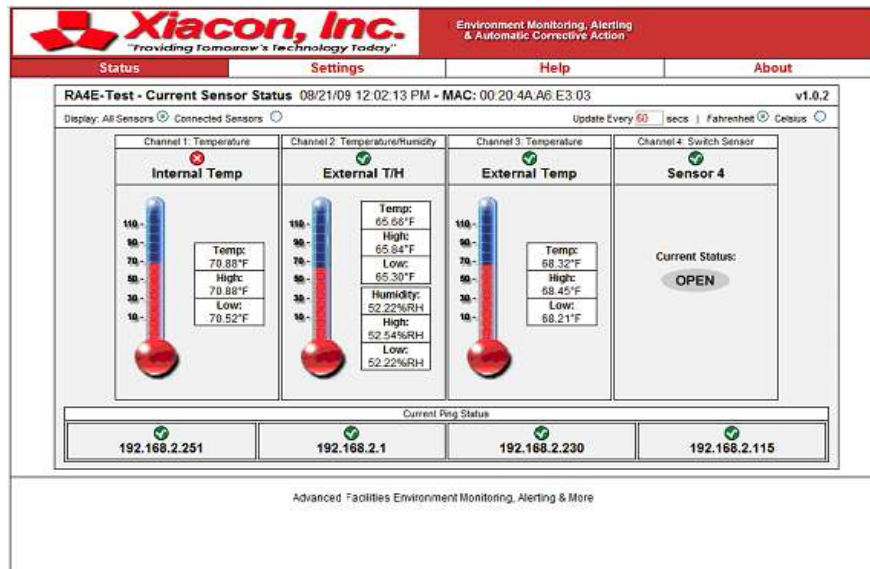 Xiacon, Inc.
"Providing Tomorrow's Technology Today"
Environment Monitoring, Alerting
& Automatic Corrective Action
Status Settings Help About
RA4E-Test - Current Sensor Status 08/21/09 12:02:13 PM - MAC: 00:20:4A:A6:E3:03 v1.0.2
Display: All Sensors Connected Sensors Update Every 60 secs | Fahrenheit Celsius
Channel 1: Temperature Channel 2: Temperature/Humidity Channel 3: Temperature Channel 4: Switch Sensor
Internal Temp External T/H External Temp Sensor 4
110
90
70
50
30
10
Temp:
70.88°F
High:
70.88°F
Low:
70.52°F
110
90
70
50
30
10
Temp:
65.66°F
High:
65.84°F
Low:
65.30°F
Humidity:
52.22%RH
High:
52.54%RH
Low:
52.22%RH
110
90
70
50
30
10
Temp:
68.32°F
High:
68.45°F
Low:
68.21°F
Current Status:
OPEN
Current Ping Status
192.168.2.251 192.168.2.1 192.168.2.230 192.168.2.115
Advanced Facilities Environment Monitoring, Alerting & More